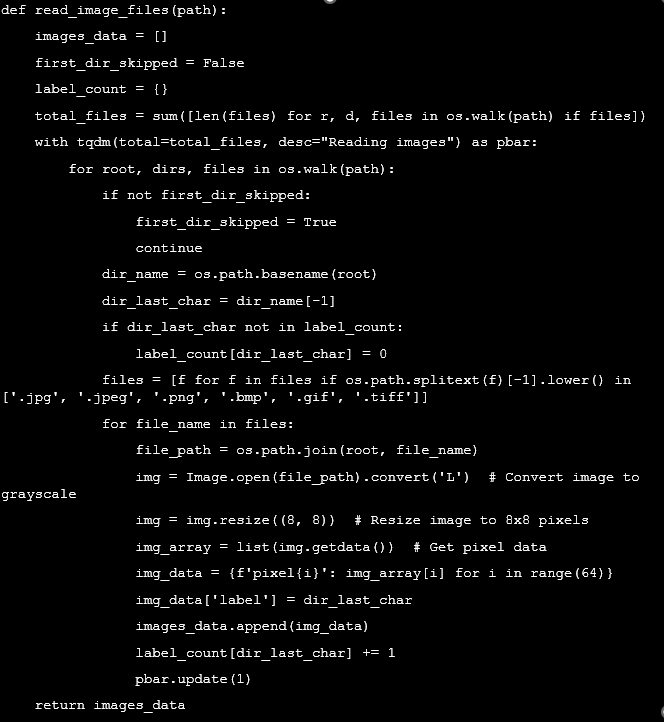 def read_image_files(path):
    images_data = []
    first_dir_skipped = False
    label_count = {}
    total_files = sum([len(files) for r, d, files in os.walk(path) if files])
    with tqdm(total=total_files, desc="Reading images") as pbar:
        for root, dirs, files in os.walk(path):
            if not first_dir_skipped:
                first_dir_skipped = True
                continue
            dir_name = os.path.basename(root)
            dir_last_char = dir_name[-1]
            if dir_last_char not in label_count:
                label_count[dir_last_char] = 0
            files = [f for f in files if os.path.splitext(f)[-1].lower() in
['.jpg', '.jpeg', '.png', '.bmp', '.gif', '.tiff']]
            for file_name in files:
                file_path = os.path.join(root, file_name)
                img = Image.open(file_path).convert('L')  # Convert image to
grayscale
                img = img.resize((8, 8))  # Resize image to 8x8 pixels
                img_array = list(img.getdata())  # Get pixel data
                img_data = {f'pixel{i}': img_array[i] for i in range(64)}
                img_data['label'] = dir_last_char
                images_data.append(img_data)
                label_count[dir_last_char] += 1
                pbar.update(1)
    return images_data